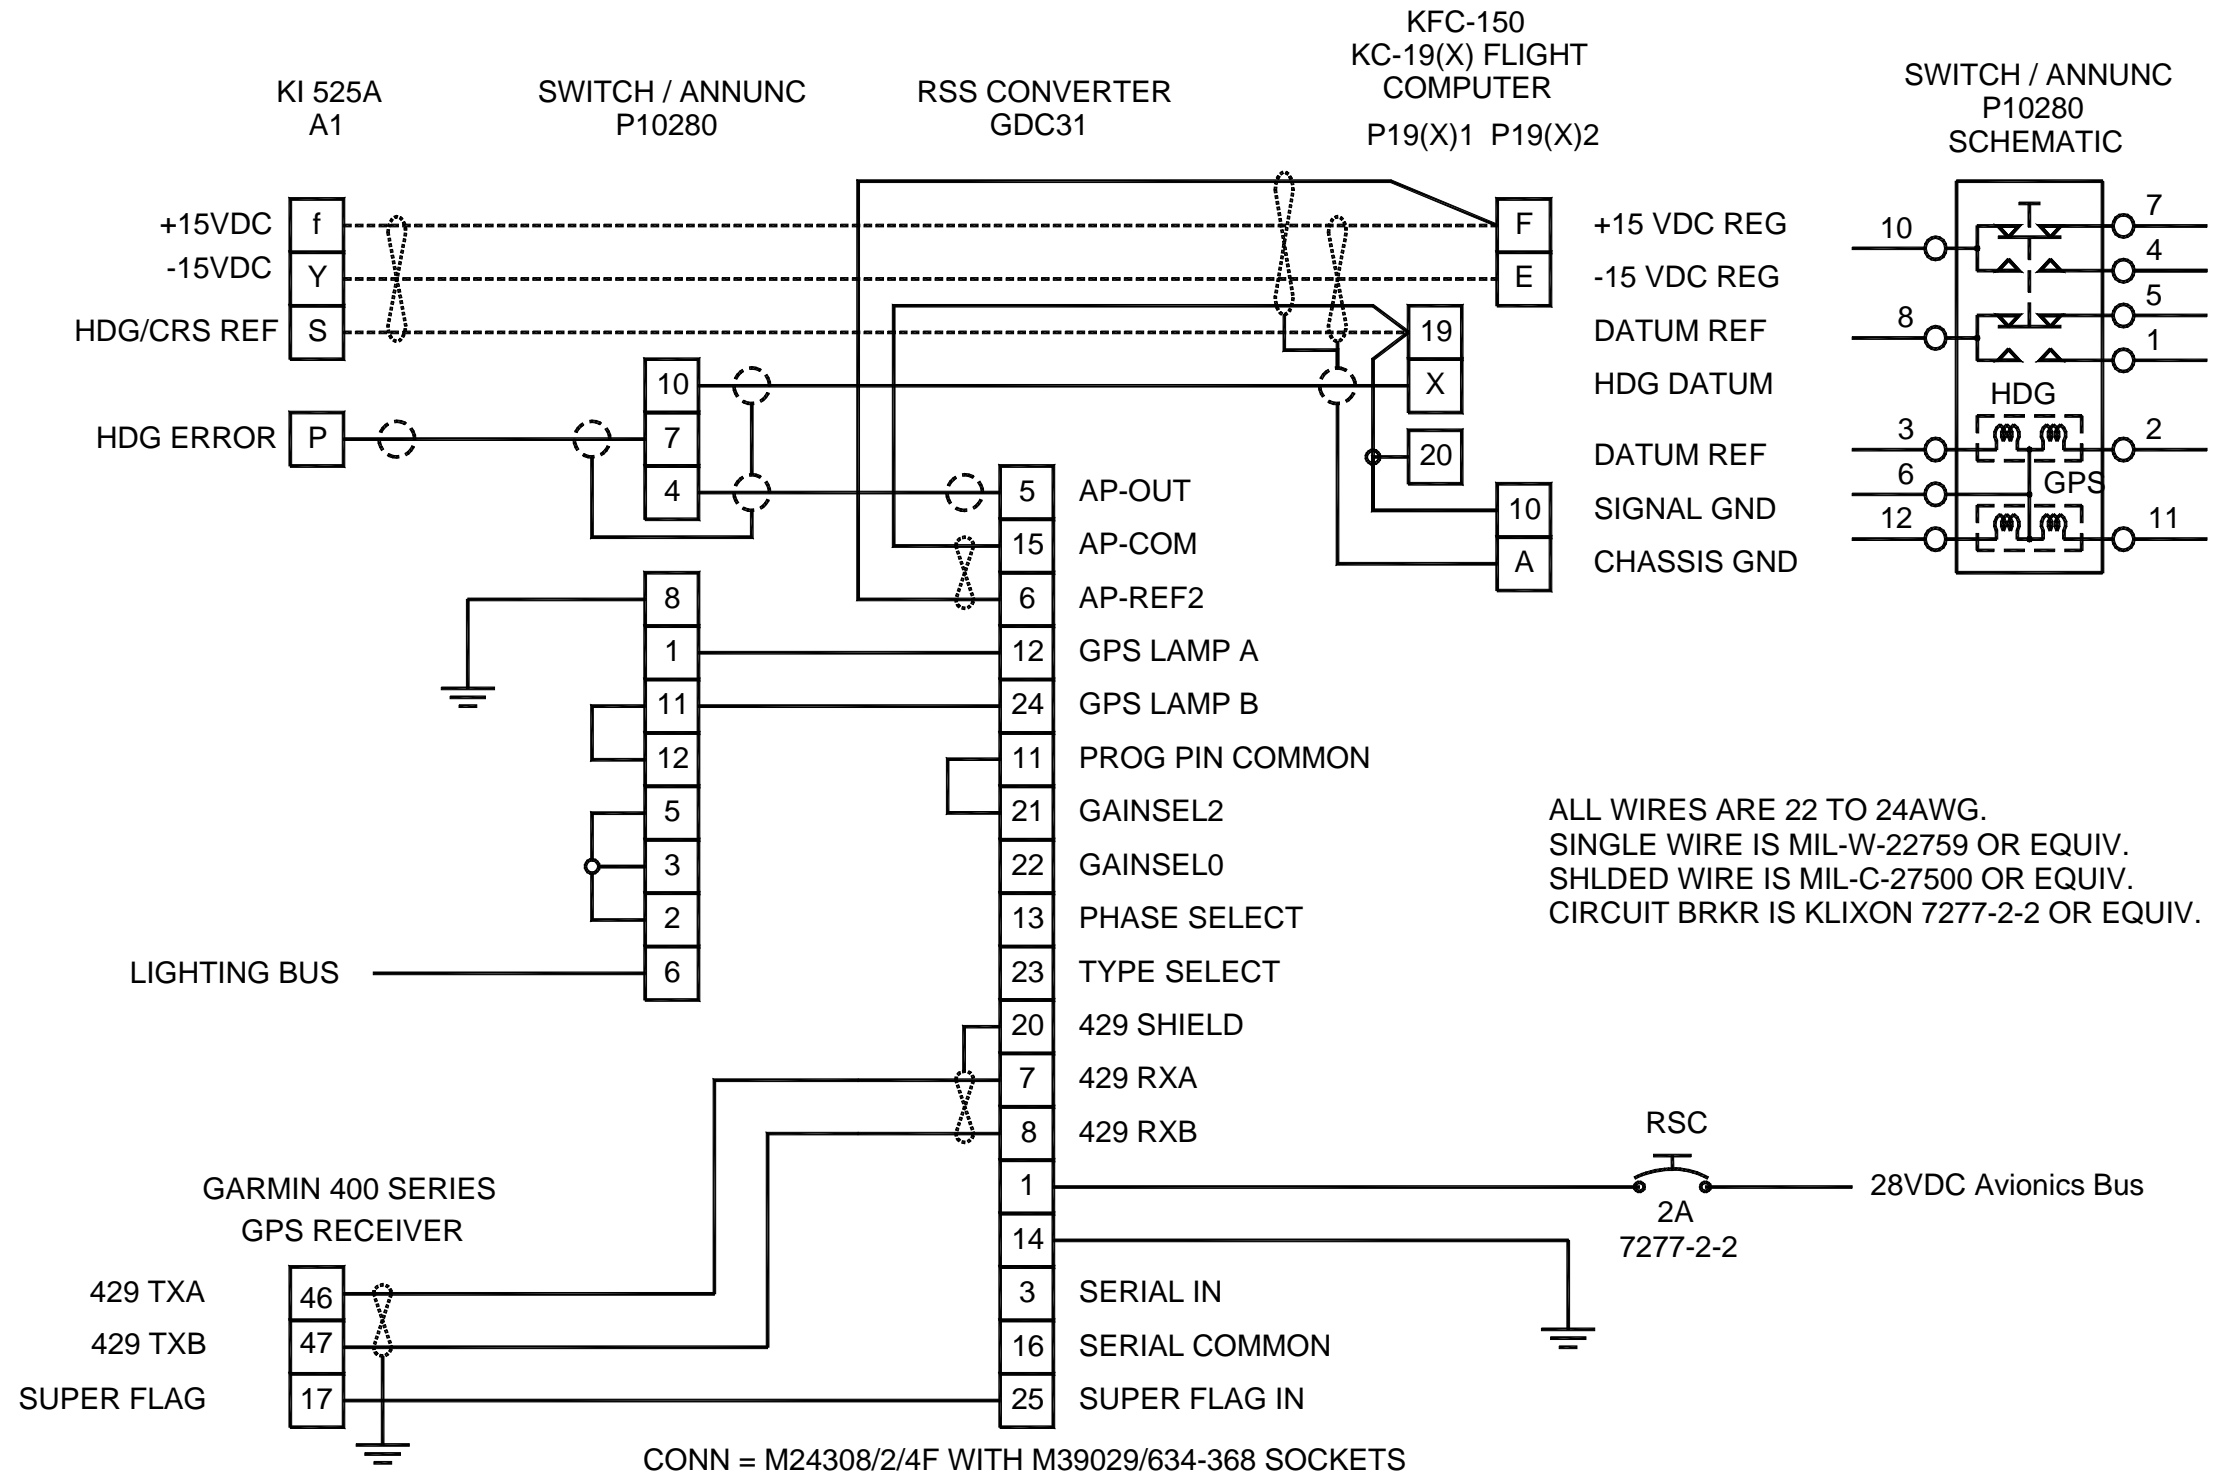 KFC-150
KC-19(X) FLIGHT
COMPUTER
P19(X)1 P19(X)2
KI 525A
A1
SWITCH / ANNUNC
P10280
RSS CONVERTER
GDC31
SWITCH / ANNUNC
P10280
SCHEMATIC
+15VDC f
-15VDC Y
HDG/CRS REF S
HDG ERROR P
10
7
4
8
1
11
12
5
3
2
LIGHTING BUS 6
5 AP-OUT
15 AP-COM
6 AP-REF2
12 GPS LAMP A
24 GPS LAMP B
11 PROG PIN COMMON
21 GAINSEL2
22 GAINSEL0
13 PHASE SELECT
23 TYPE SELECT
20 429 SHIELD
7 429 RXA
8 429 RXB
1
14
3 SERIAL IN
16 SERIAL COMMON
25 SUPER FLAG IN
F +15 VDC REG
E -15 VDC REG
19 DATUM REF
X HDG DATUM
20 DATUM REF
10 SIGNAL GND
A CHASSIS GND
10 7
4
8 5
1
HDG
3 2
6 GPS
12 11
ALL WIRES ARE 22 TO 24AWG.
SINGLE WIRE IS MIL-W-22759 OR EQUIV.
SHLDED WIRE IS MIL-C-27500 OR EQUIV.
CIRCUIT BRKR IS KLIXON 7277-2-2 OR EQUIV.
RSC
28VDC Avionics Bus
2A
7277-2-2
GARMIN 400 SERIES
GPS RECEIVER
429 TXA 46
429 TXB 47
SUPER FLAG 17
CONN = M24308/2/4F WITH M39029/634-368 SOCKETS